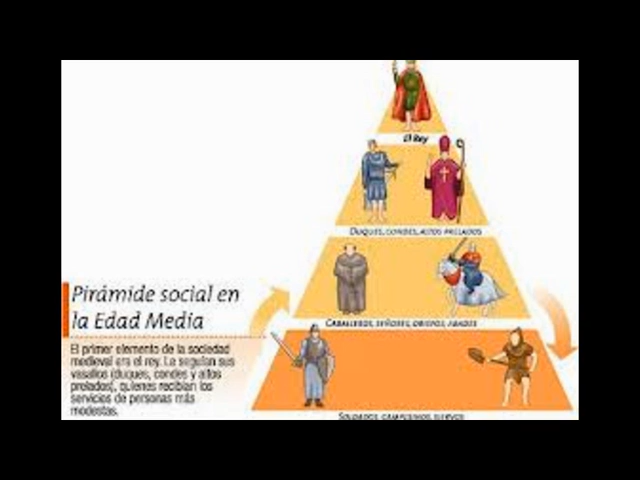 El Rey
DUQUES, CONDES, ALTOS PRELADOS
CABALLEROS, SEÑORES, OBISPOS, ABADES
SOLDADOS, CAMPESINOS, SIERVOS
Pirámide social en
la Edad Media
El primer elemento de la sociedad
medieval era el rey. Le seguían sus
vasallos (duques, condes y altos
prelados), quienes recibían los
servicios de personas más
modestas.